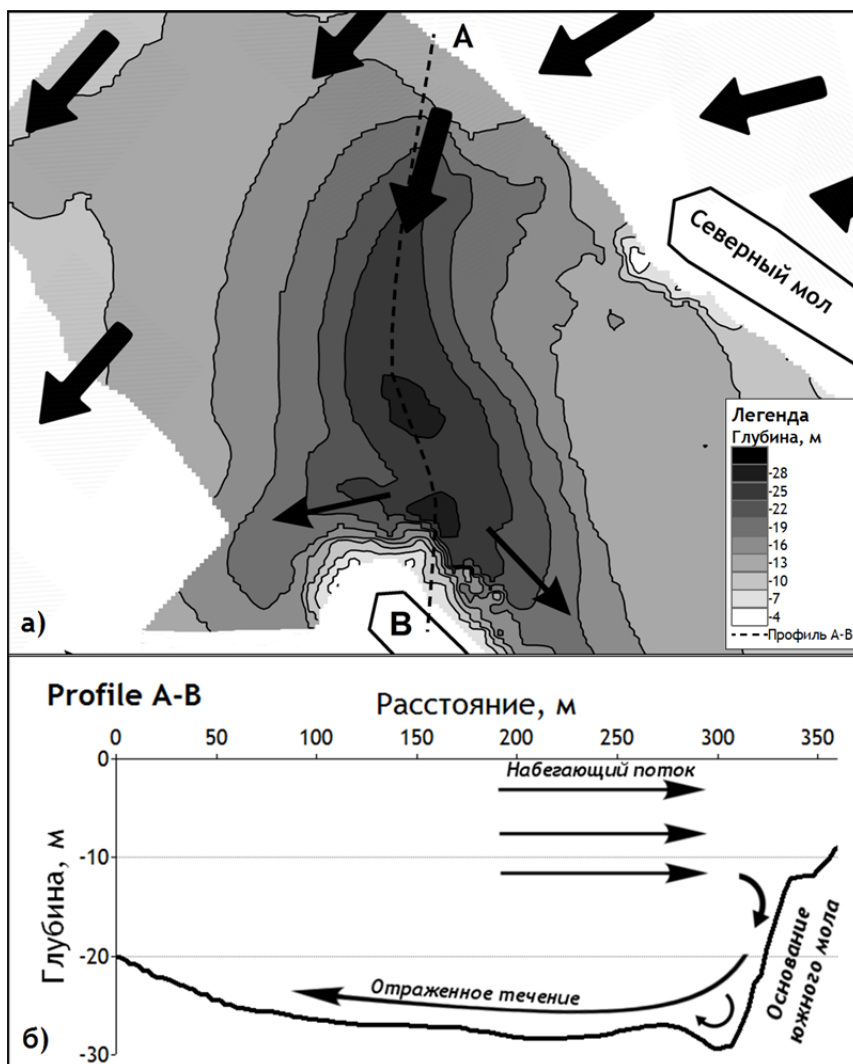 A
Северный мол
Легенда
Глубина, м
-28
-25
-22
-19
-16
-13
-10
-7
-4
Профиль A-B
B
а)
Profile A-B
Расстояние, м
0 50 100 150 200 250 300 350
0
Набегающий поток
-10
Глубина, м
-20
Отраженное течение
Основание
южного мола
-30
б)